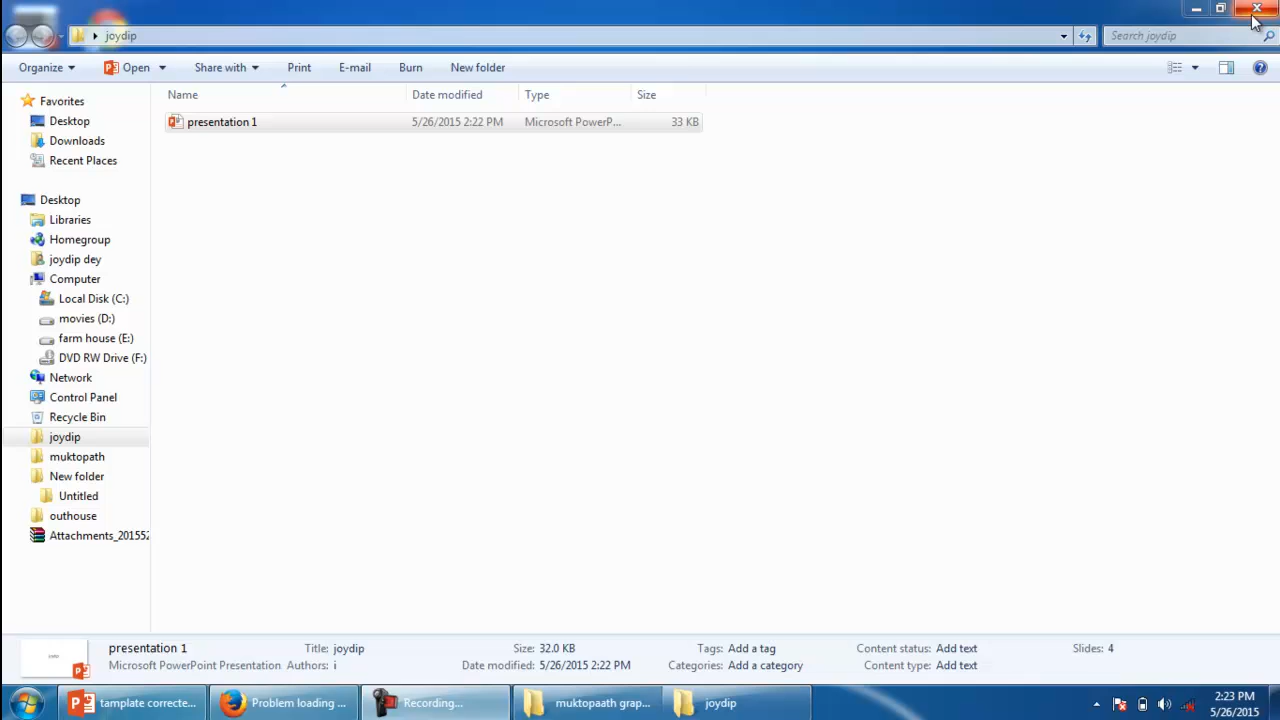 joydip
Search joydip
Organize
Open
Share with
Print
E-mail
Burn
New folder
Name
Date modified
Type
Size
presentation 1
5/26/2015 2:22 PM
Microsoft PowerP...
33 KB
Favorites
Desktop
Downloads
Recent Places
Desktop
Libraries
Homegroup
joydip dey
Computer
Local Disk (C:)
movies (D:)
farm house (E:)
DVD RW Drive (F:)
Network
Control Panel
Recycle Bin
joydip
muktopath
New folder
Untitled
outhouse
Attachments_201552
presentation 1
Microsoft PowerPoint Presentation
Title: joydip
Authors: i
Size: 32.0 KB
Date modified: 5/26/2015 2:22 PM
Tags: Add a tag
Categories: Add a category
Content status: Add text
Content type: Add text
Slides: 4
tamplate correcte...
Problem loading ...
Recording...
muktopaath grap...
joydip
2:23 PM
5/26/2015